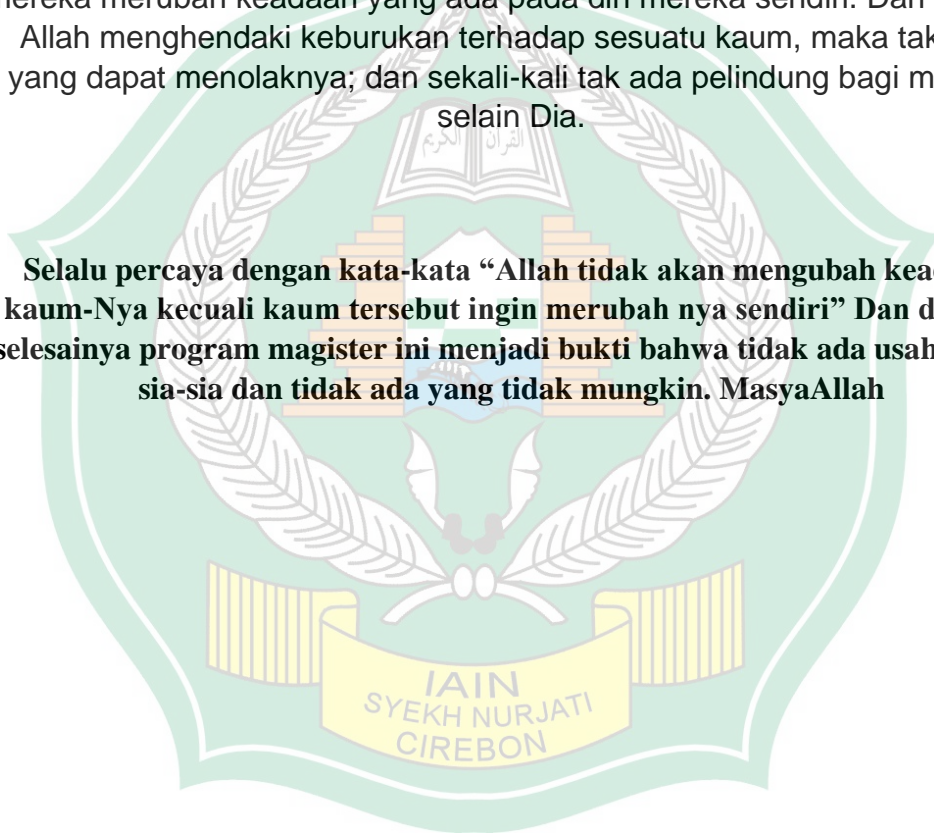 mereka merubah keadaan yang ada pada diri mereka sendiri. Dan
Allah menghendaki keburukan terhadap sesuatu kaum, maka tak
yang dapat menolaknya; dan sekali-kali tak ada pelindung bagi m
selain Dia.
القرآن الكريم
Selalu percaya dengan kata-kata “Allah tidak akan mengubah kea
kaum-Nya kecuali kaum tersebut ingin merubah nya sendiri” Dan d
selesainya program magister ini menjadi bukti bahwa tidak ada usah
sia-sia dan tidak ada yang tidak mungkin. MasyaAllah
IAIN
SYEKH NURJATI
CIREBON